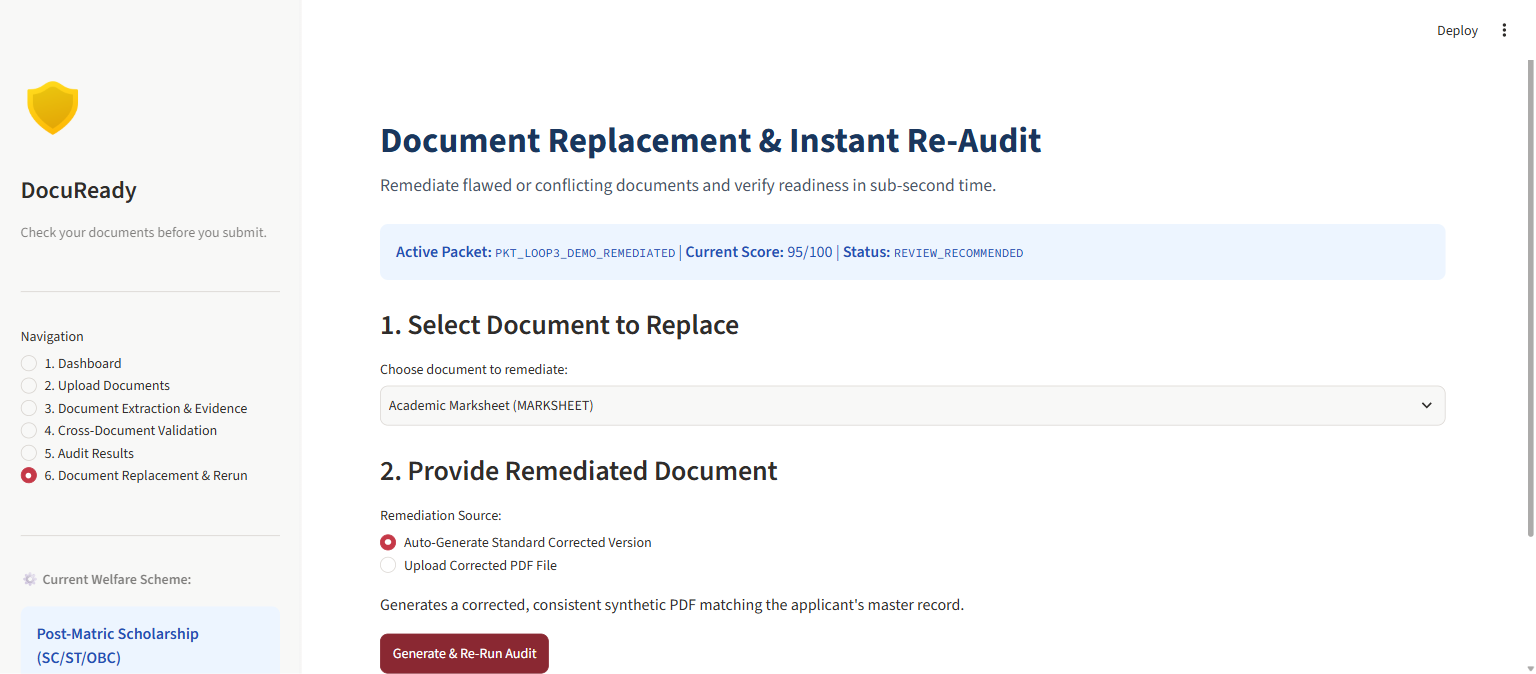 Deploy
DocuReady
Check your documents before you submit.
Navigation
1. Dashboard
2. Upload Documents
3. Document Extraction & Evidence
4. Cross-Document Validation
5. Audit Results
6. Document Replacement & Rerun
Current Welfare Scheme:
Post-Matric Scholarship
(SC/ST/OBC)
Document Replacement & Instant Re-Audit
Remediate flawed or conflicting documents and verify readiness in sub-second time.
Active Packet: PKT_LOOP3_DEMO_REMEDIATED | Current Score: 95/100 | Status: REVIEW_RECOMMENDED
1. Select Document to Replace
Choose document to remediate:
Academic Marksheet (MARKSHEET)
2. Provide Remediated Document
Remediation Source:
Auto-Generate Standard Corrected Version
Upload Corrected PDF File
Generates a corrected, consistent synthetic PDF matching the applicant's master record.
Generate & Re-Run Audit